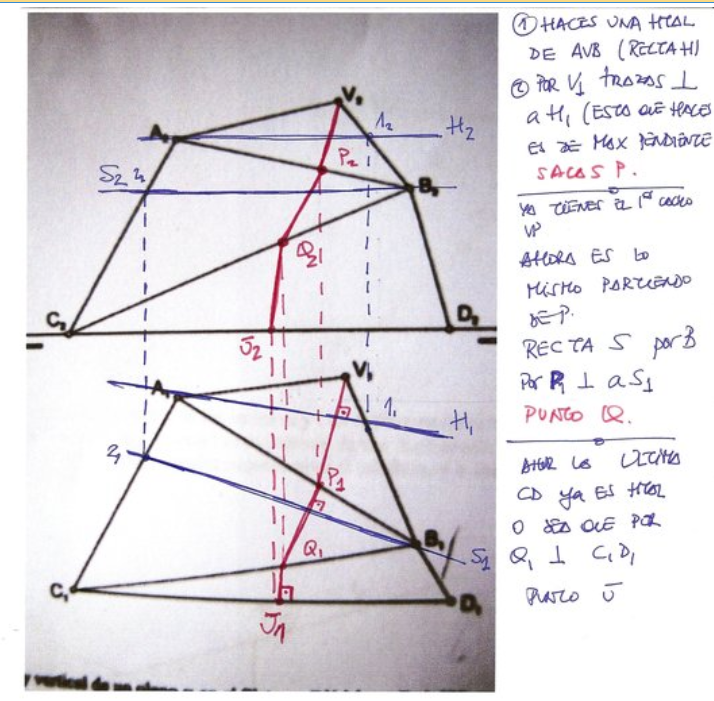 ① HACES UNA HTAL
DE AVB (RECTA H)
② POR V1 TRAZAS ⊥
a H1 (ESTO QUE HACES
ES DE MAX PENDIENTE
SACAS P.
YA TIENES EL 1er CACHO
VP
AHORA ES LO
MISMO PARTIENDO
DE P.
RECTA S por B
Por P1 ⊥ a S1
PUNTO Q.
AHOR LA ULTIMA
CD ya ES HTAL
O SEA QUE POR
Q1 ⊥ C1D1
PUNTO J
V2
A2
12
H2
P2
S2 22
B2
Q2
C2
D2
J2
V1
A1
11
H1
21
P1
B1
S1
Q1
C1
D1
J1
y vertical de un plano